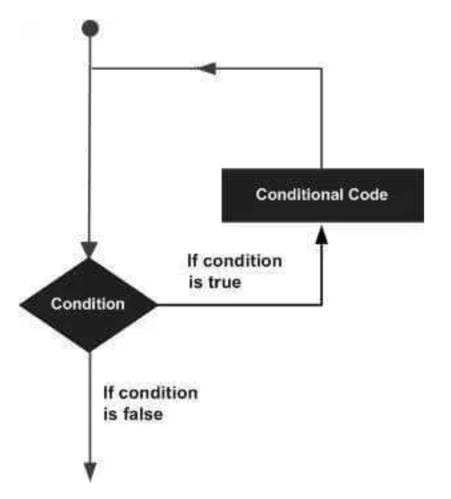 Conditional Code
If condition
is true
Condition
If condition
is false